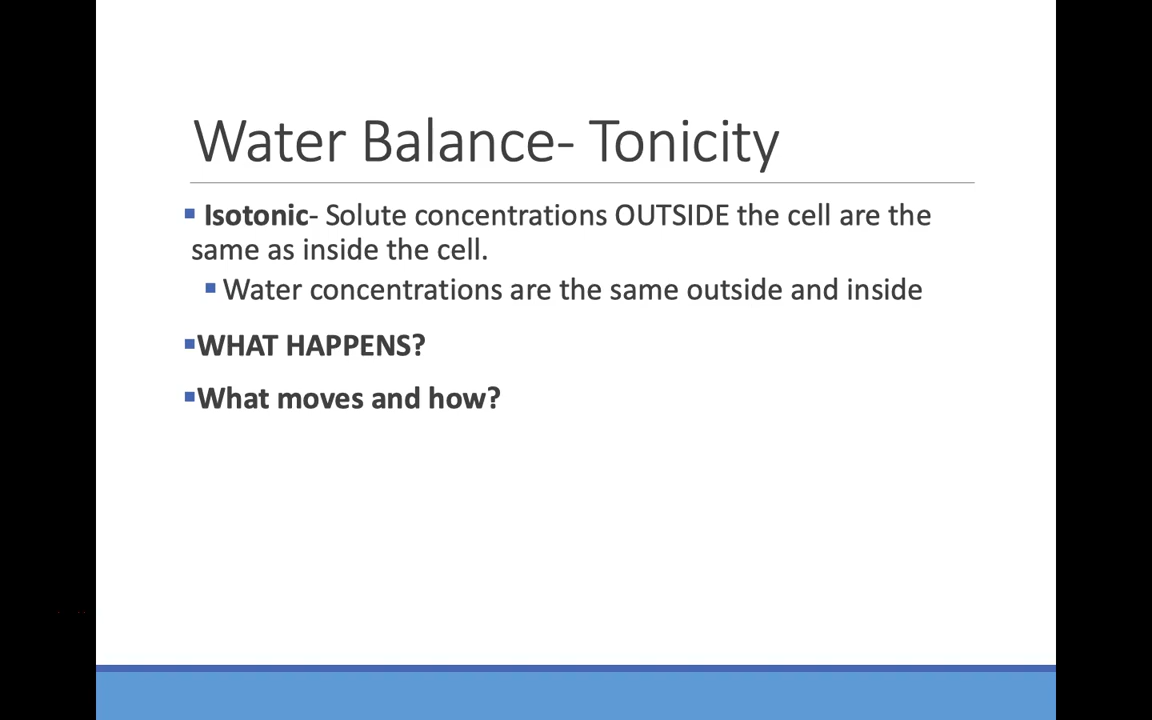 Water Balance- Tonicity
Isotonic- Solute concentrations OUTSIDE the cell are the
same as inside the cell.
Water concentrations are the same outside and inside
WHAT HAPPENS?
What moves and how?